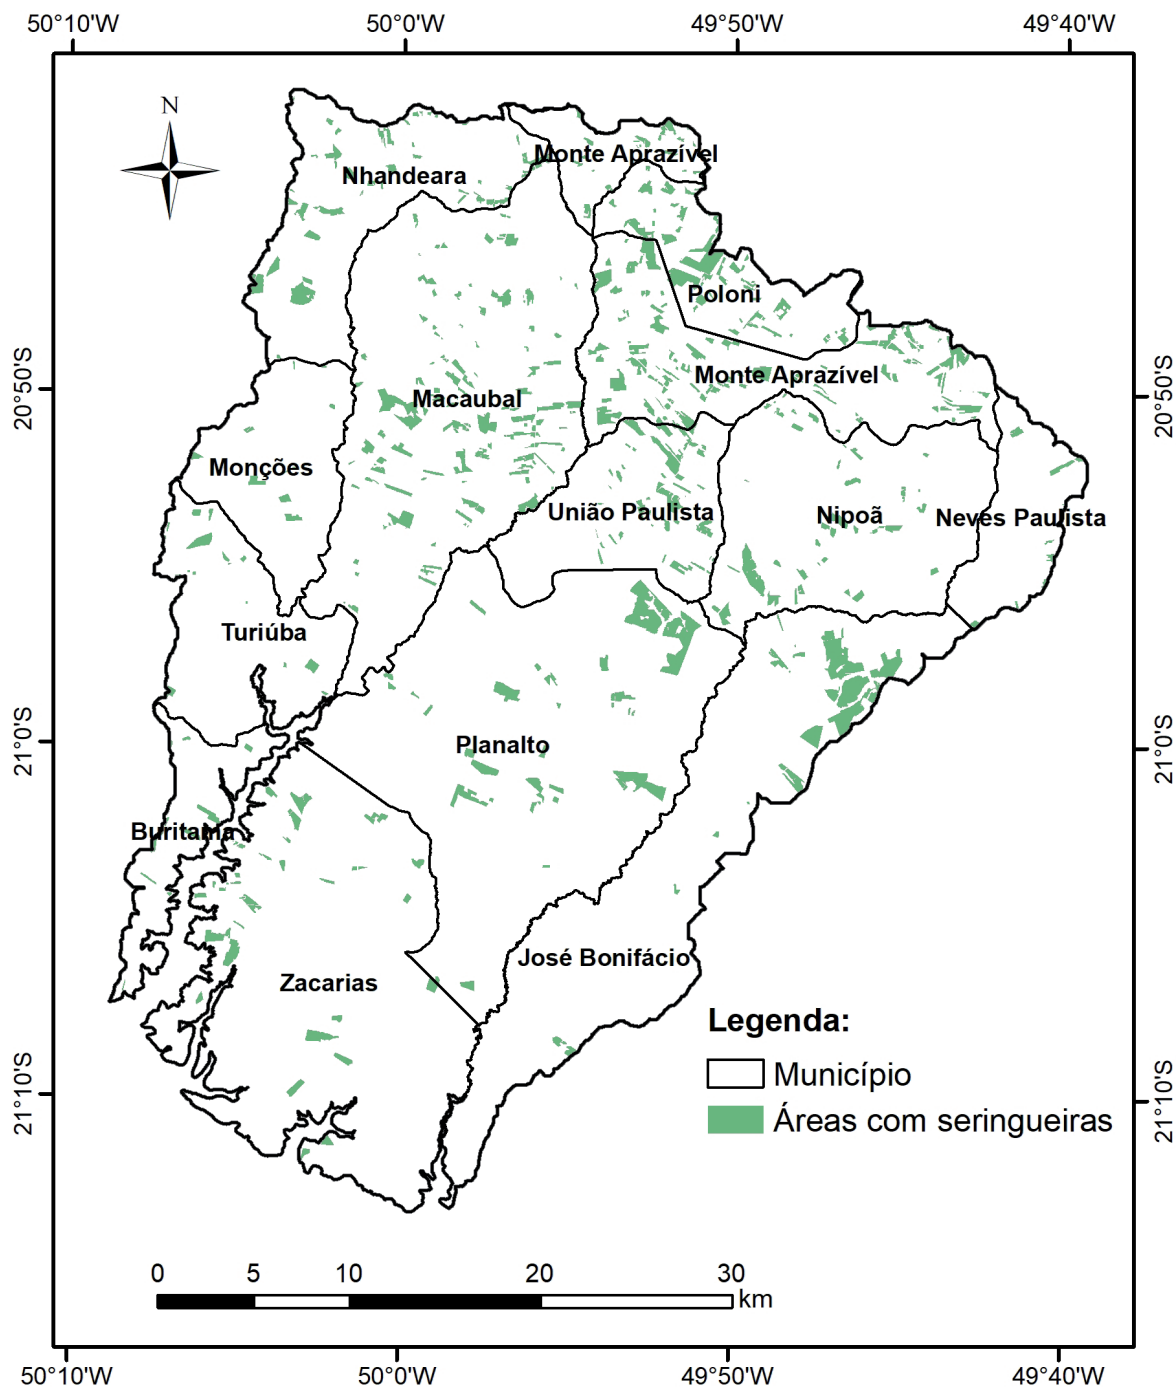 50°10'W 50°0'W 49°50'W 49°40'W
N
Monte Aprazível
Nhandeara
Poloni
20°50'S
20°50'S
Monte Aprazível
Macaubal
Monções
União Paulista
Nipoã
Neves Paulista
Turiúba
21°0'S
21°0'S
Planalto
Buritama
José Bonifácio
Zacarias
Legenda:
Município
21°10'S
21°10'S
Áreas com seringueiras
0 5 10 20 30
km
50°10'W 50°0'W 49°50'W 49°40'W